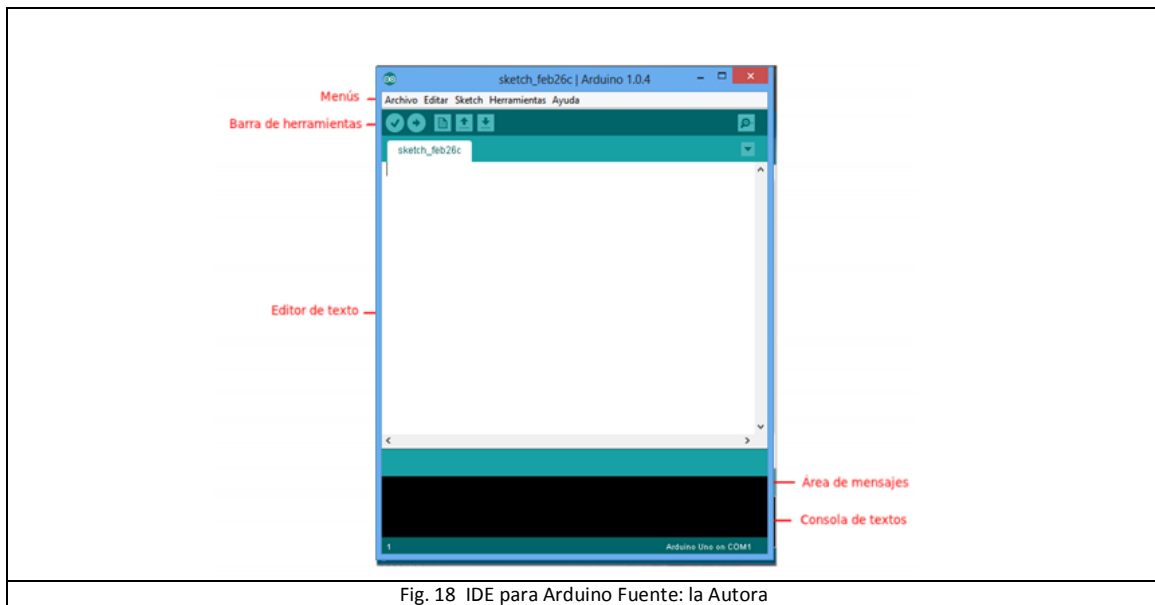 sketch_feb26c | Arduino 1.0.4
Menús
Archivo Editar Sketch Herramientas Ayuda
Barra de herramientas
sketch_feb26c
Editor de texto
Área de mensajes
Consola de textos
1
Arduino Uno on COM1
Fig. 18 IDE para Arduino Fuente: la Autora